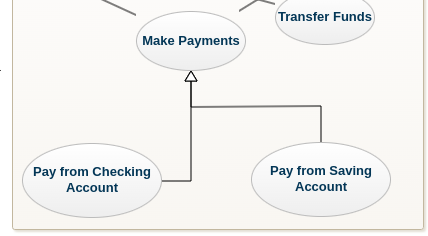 Transfer Funds
Make Payments
Pay from Checking
Account
Pay from Saving
Account